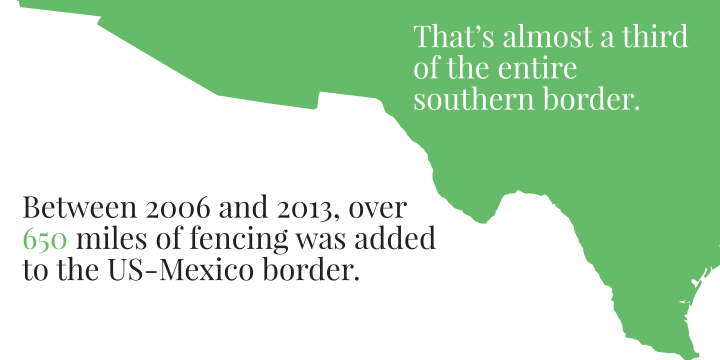 That's almost a third
of the entire
southern border.
Between 2006 and 2013, over
650 miles of fencing was added
to the US-Mexico border.